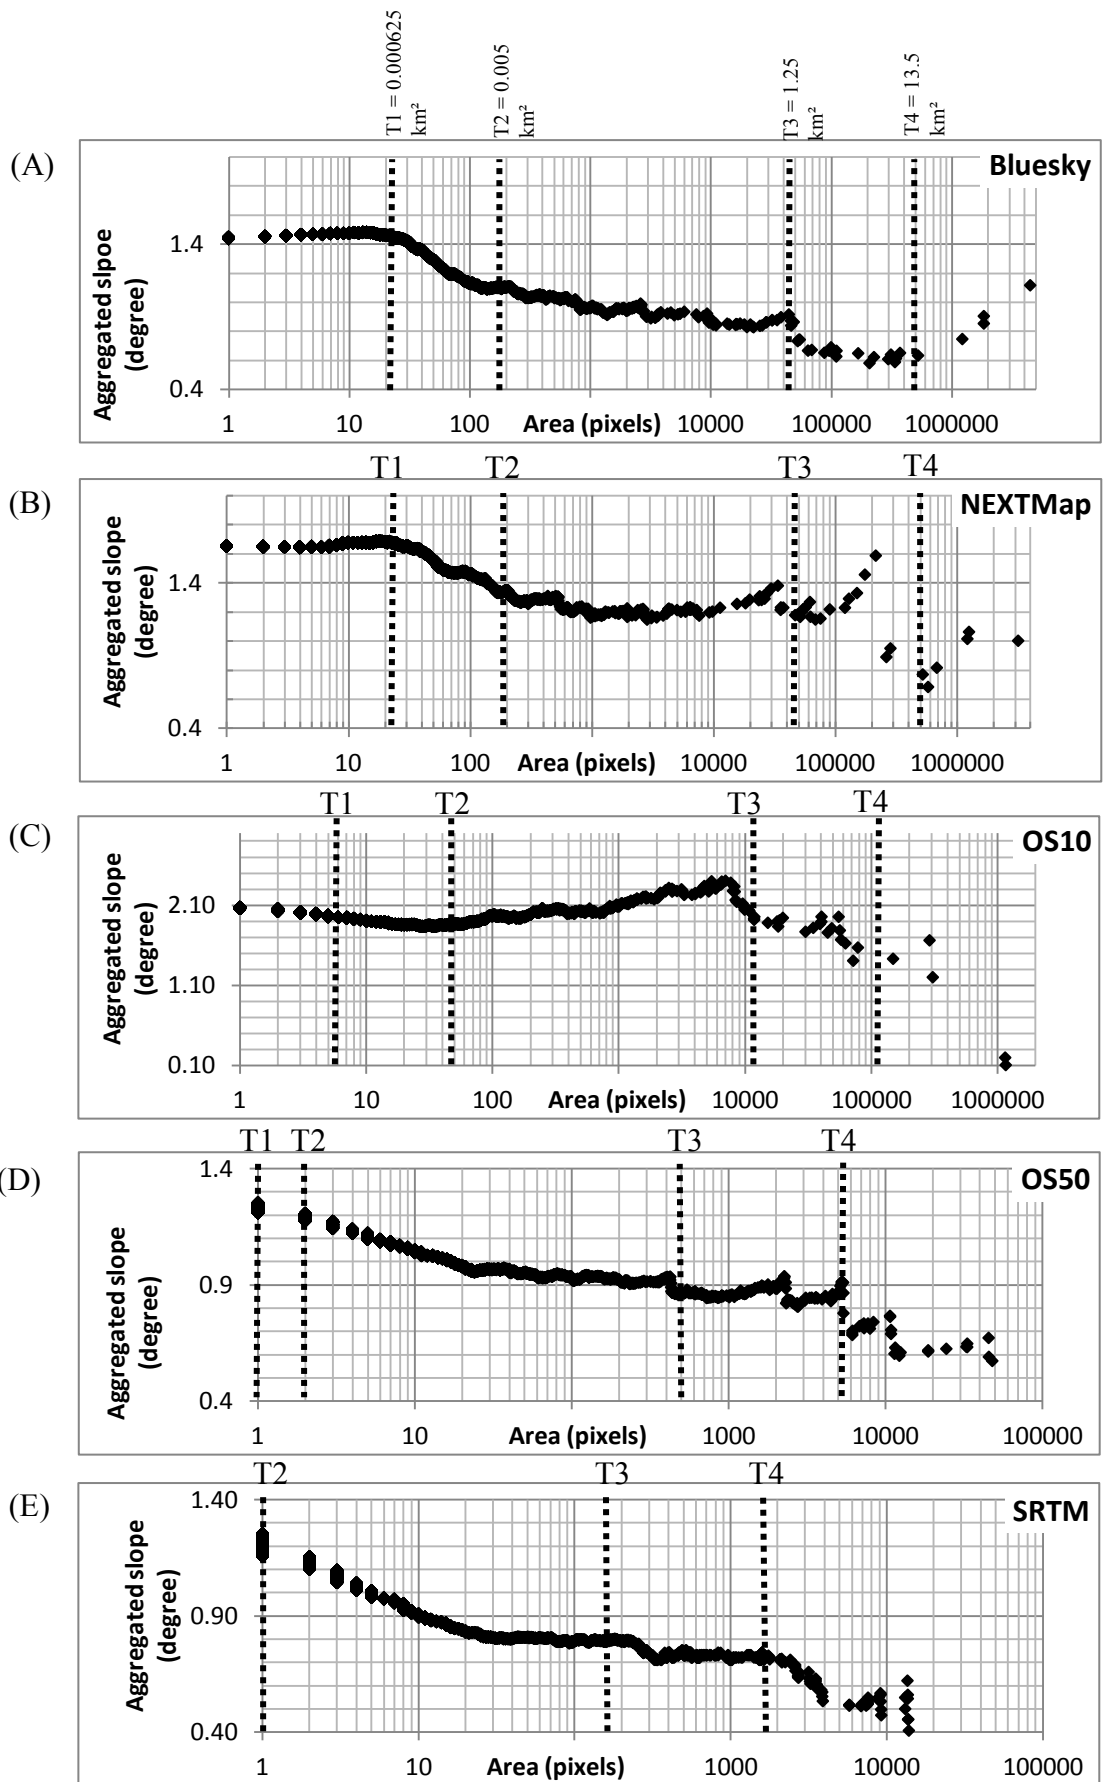 T1 = 0.000625
km²
T2 = 0.005
km²
T3 = 1.25
km²
T4 = 13.5
km²
(A)
Bluesky
Aggregated slpoe
(degree)
1.4
0.4
1 10 100 Area (pixels) 10000 100000 1000000
T1 T2 T3 T4
(B)
NEXTMap
Aggregated slope
(degree)
1.4
0.4
1 10 100 Area (pixels) 10000 100000 1000000
T1 T2 T3 T4
(C)
OS10
Aggregated slope
(degree)
2.10
1.10
0.10
1 10 100 Area (pixels) 10000 100000 1000000
T1 T2 T3 T4
(D)
OS50
Aggregated slope
(degree)
1.4
0.9
0.4
1 10 Area (pixels) 1000 10000 100000
T2 T3 T4
(E)
SRTM
Aggregated slope
(degree)
1.40
0.90
0.40
1 10 Area (pixels) 1000 10000 100000